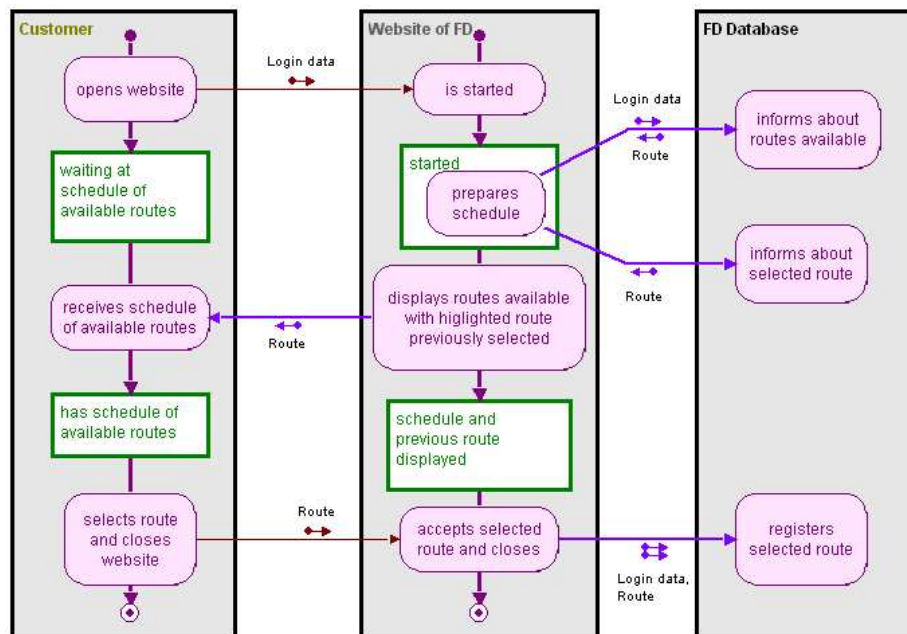 Customer
Website of FD
FD Database
opens website
Login data
is started
Login data
Route
informs about
routes available
waiting at
schedule of
available routes
started
prepares
schedule
informs about
selected route
Route
receives schedule
of available routes
Route
displays routes available
with higlighted route
previously selected
has schedule of
available routes
schedule and
previous route
displayed
selects route
and closes
website
Route
accepts selected
route and closes
Login data,
Route
registers
selected route